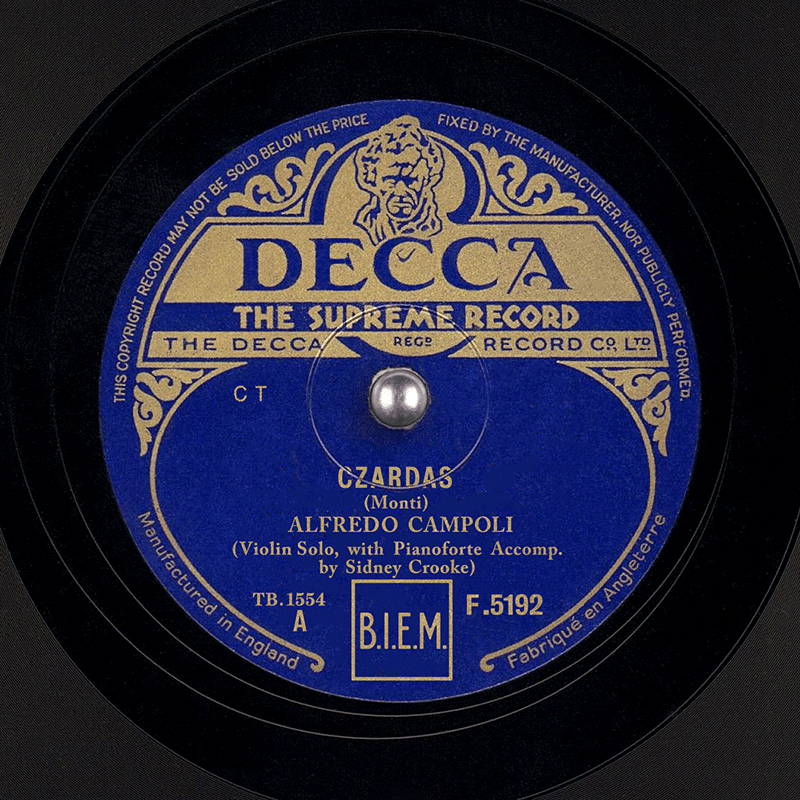 THIS COPYRIGHT RECORD MAY NOT BE SOLD BELOW THE PRICE FIXED BY THE MANUFACTURER, NOR PUBLICLY PERFORMED.
DECCA
THE SUPREME RECORD
THE DECCA REGD RECORD CO. LTD
CT
CZARDAS
(Monti)
ALFREDO CAMPOLI
(Violin Solo, with Pianoforte Accomp.
by Sidney Crooke)
TB.1554
A
B.I.E.M.
F.5192
Manufactured in England
Fabriqué en Angleterre